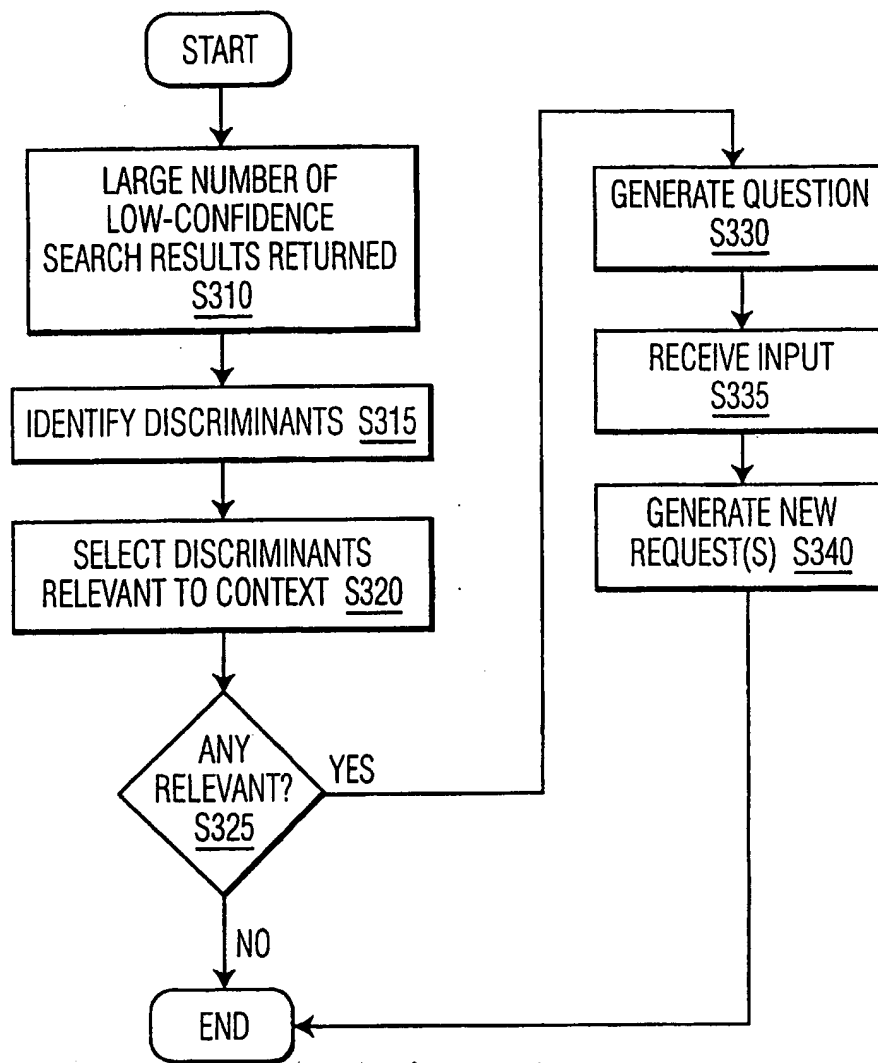 START
LARGE NUMBER OF
LOW-CONFIDENCE
SEARCH RESULTS RETURNED
S310
IDENTIFY DISCRIMINANTS S315
SELECT DISCRIMINANTS
RELEVANT TO CONTEXT S320
ANY
RELEVANT?
S325
YES
NO
END
GENERATE QUESTION
S330
RECEIVE INPUT
S335
GENERATE NEW
REQUEST(S) S340